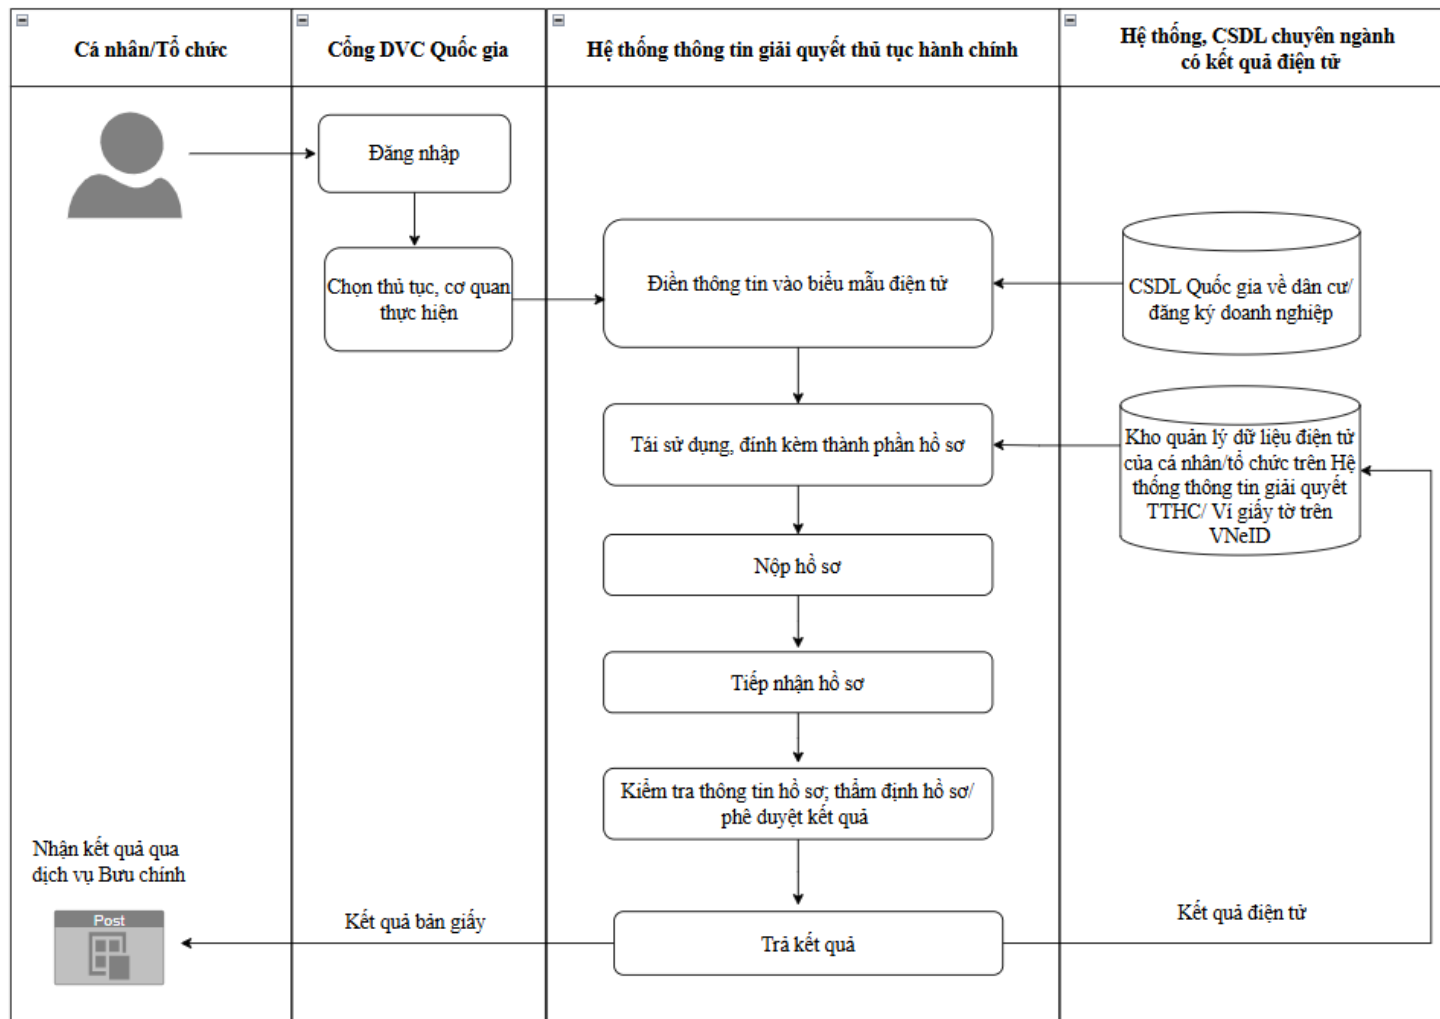 Cá nhân/Tổ chức
Cổng DVC Quốc gia
Hệ thống thông tin giải quyết thủ tục hành chính
Hệ thống, CSDL chuyên ngành
có kết quả điện tử
Đăng nhập
Chọn thủ tục, cơ quan
thực hiện
Điền thông tin vào biểu mẫu điện tử
CSDL Quốc gia về dân cư/
đăng ký doanh nghiệp
Tái sử dụng, đính kèm thành phần hồ sơ
Kho quản lý dữ liệu điện tử
của cá nhân/tổ chức trên Hệ
thống thông tin giải quyết
TTHC/ Ví giấy tờ trên
VNeID
Nộp hồ sơ
Tiếp nhận hồ sơ
Kiểm tra thông tin hồ sơ; thẩm định hồ sơ/
phê duyệt kết quả
Nhận kết quả qua
dịch vụ Bưu chính
Post
Kết quả bản giấy
Trả kết quả
Kết quả điện tử